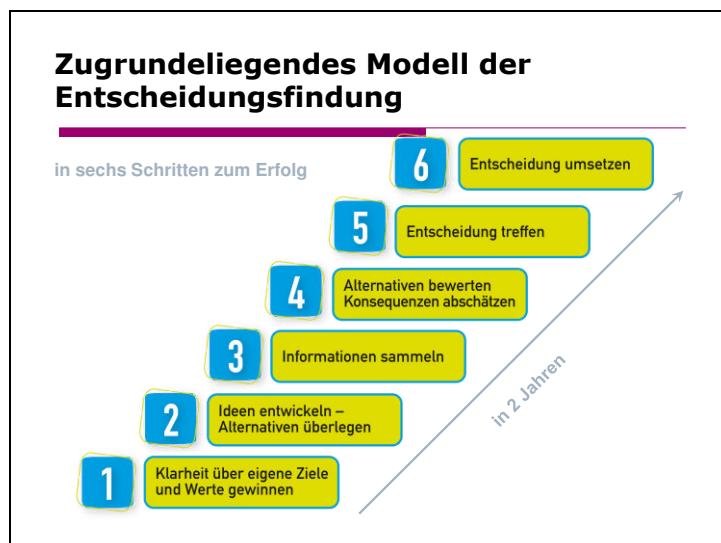 Zugrundeliegendes Modell der
Entscheidungsfindung
in sechs Schritten zum Erfolg
6
Entscheidung umsetzen
5
Entscheidung treffen
4
Alternativen bewerten
Konsequenzen abschätzen
3
Informationen sammeln
2
Ideen entwickeln –
Alternativen überlegen
1
Klarheit über eigene Ziele
und Werte gewinnen
in 2 Jahren